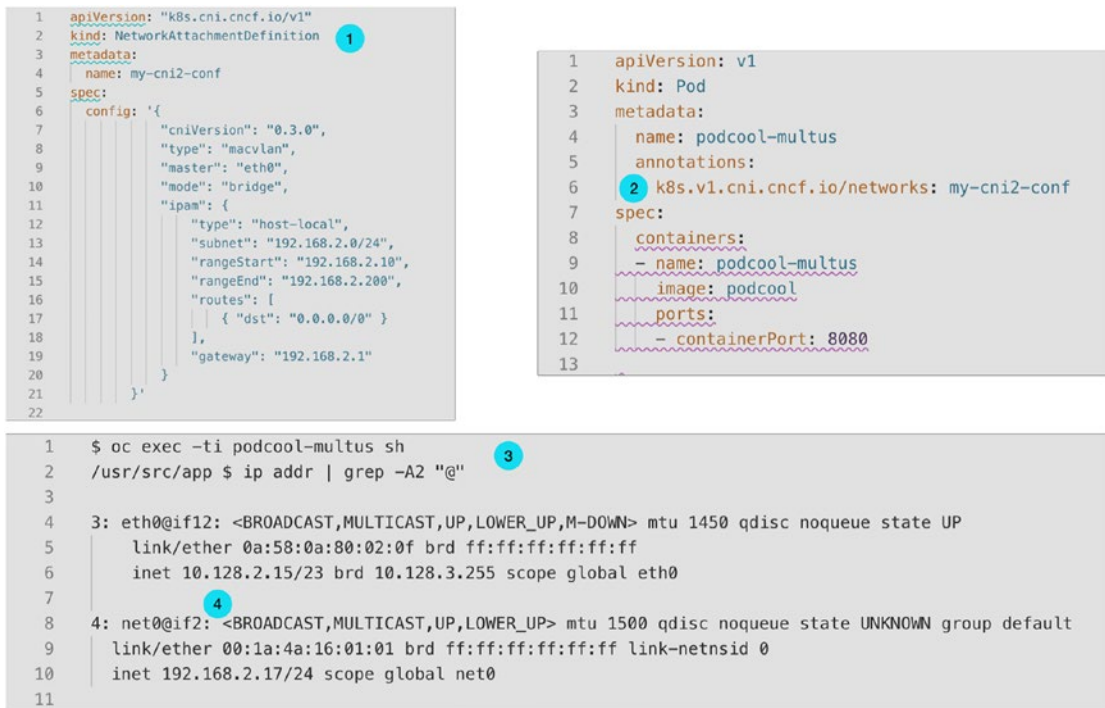 1 apiVersion: "k8s.cni.cncf.io/v1"
2 kind: NetworkAttachmentDefinition 1
3 metadata:
4 name: my-cni2-conf
5 spec:
6 config: '{
7 "cniVersion": "0.3.0",
8 "type": "macvlan",
9 "master": "eth0",
10 "mode": "bridge",
11 "ipam": {
12 "type": "host-local",
13 "subnet": "192.168.2.0/24",
14 "rangeStart": "192.168.2.10",
15 "rangeEnd": "192.168.2.200",
16 "routes": [
17 { "dst": "0.0.0.0/0" }
18 ],
19 "gateway": "192.168.2.1"
20 }
21 }'
22
1 apiVersion: v1
2 kind: Pod
3 metadata:
4 name: podcool-multus
5 annotations:
6 2 k8s.v1.cni.cncf.io/networks: my-cni2-conf
7 spec:
8 containers:
9 - name: podcool-multus
10 image: podcool
11 ports:
12 - containerPort: 8080
13
1 $ oc exec -ti podcool-multus sh 3
2 /usr/src/app $ ip addr | grep -A2 "@"
3
4 3: eth0@if12: <BROADCAST,MULTICAST,UP,LOWER_UP,M-DOWN> mtu 1450 qdisc noqueue state UP
5 link/ether 0a:58:0a:80:02:0f brd ff:ff:ff:ff:ff:ff
6 inet 10.128.2.15/23 brd 10.128.3.255 scope global eth0
7
4
8 4: net0@if2: <BROADCAST,MULTICAST,UP,LOWER_UP> mtu 1500 qdisc noqueue state UNKNOWN group default
9 link/ether 00:1a:4a:16:01:01 brd ff:ff:ff:ff:ff:ff link-netnsid 0
10 inet 192.168.2.17/24 scope global net0
11